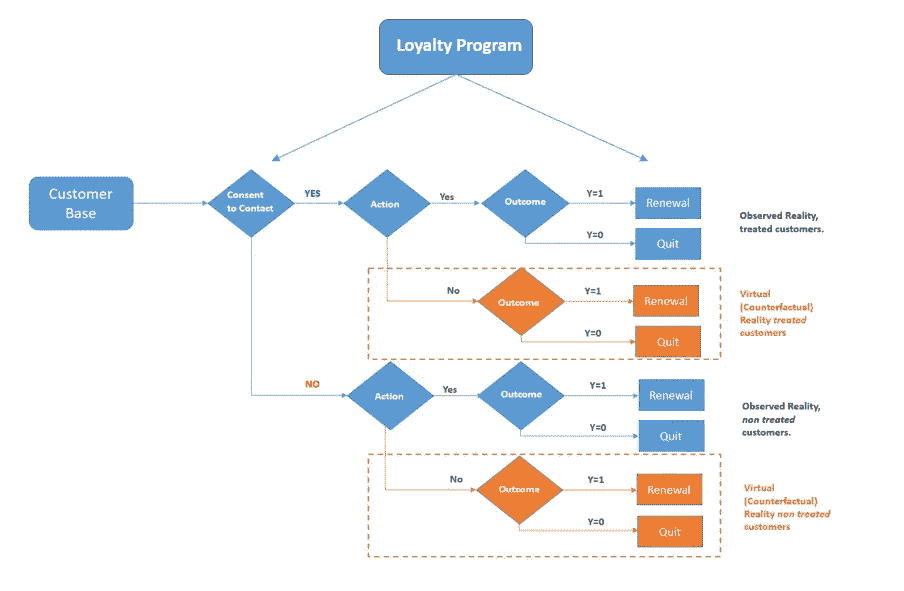 Loyalty Program
Customer
Base
Consent
to Contact
YES
Action
Yes
Outcome
Y=1
Renewal
Y=0
Quit
Observed Reality,
treated customers.
No
Outcome
Y=1
Renewal
Y=0
Quit
Virtual
(Counterfactual)
Reality treated
customers
NO
Action
Yes
Outcome
Y=1
Renewal
Y=0
Quit
Observed Reality,
non treated
customers.
No
Outcome
Y=1
Renewal
Y=0
Quit
Virtual
(Counterfactual)
Reality non treated
customers